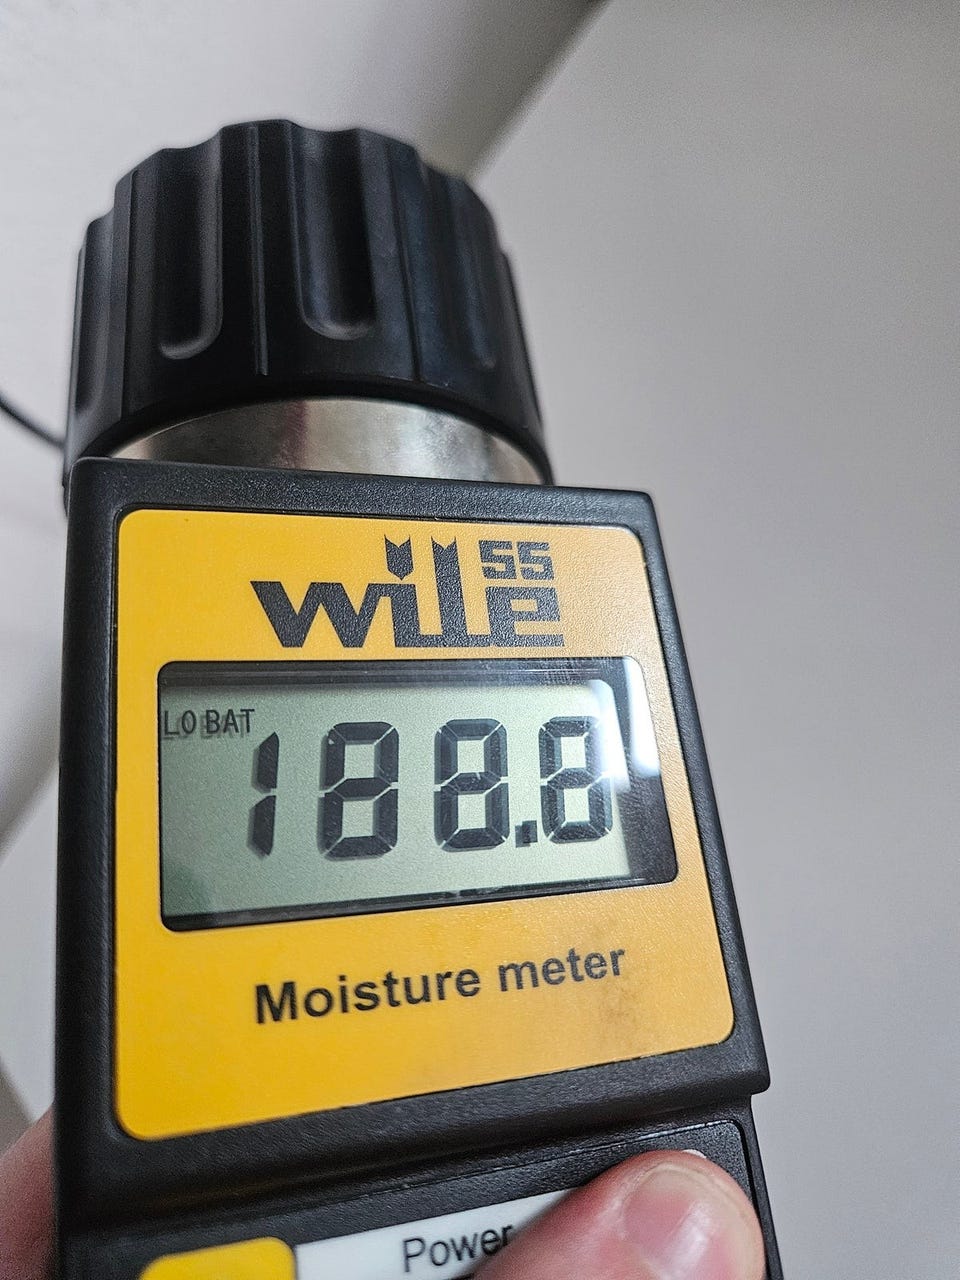 wile 55
LO BAT
188.8
Moisture meter
Power